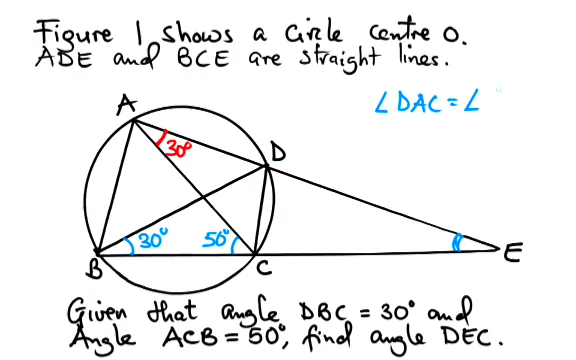 Figure 1 shows a circle centre O.
ADE and BCE are straight lines.
∠DAC = ∠
A
30°
D
30°
50°
B
C
E
Given that angle DBC = 30° and
Angle ACB = 50°, find angle DEC.